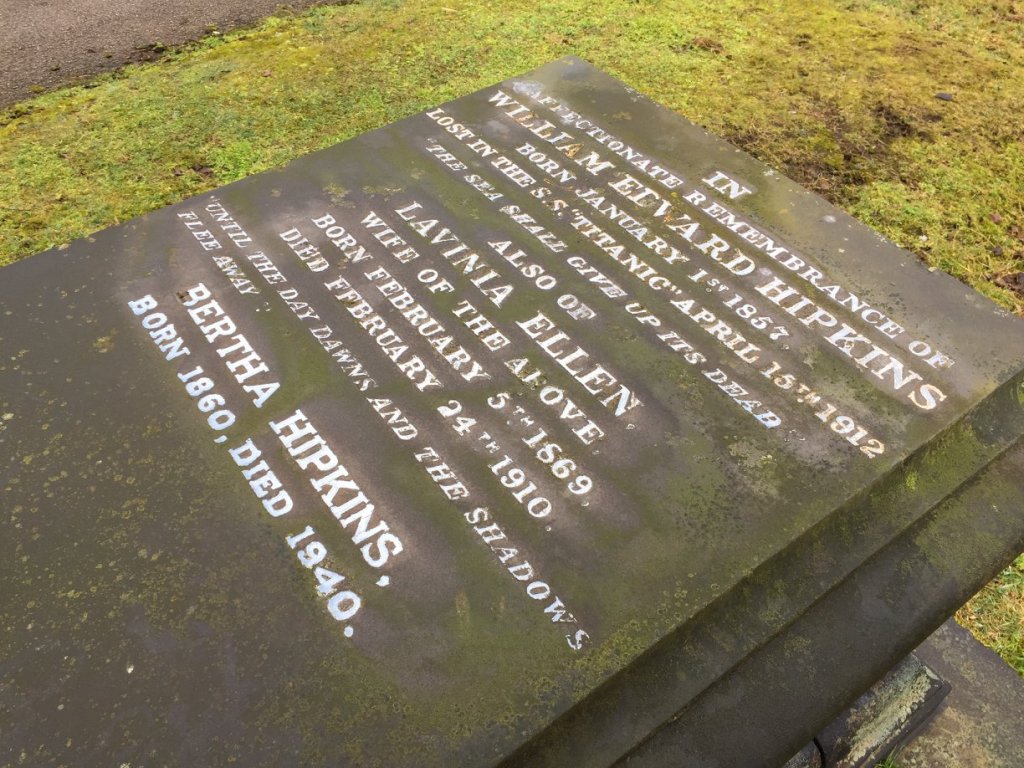 IN
AFFECTIONATE REMEMBRANCE OF
WILLIAM EDWARD HIPKINS
BORN JANUARY 1ST 1857
LOST IN THE S.S. "TITANIC" APRIL 15TH 1912
"THE SEA SHALL GIVE UP ITS DEAD"
ALSO OF
LAVINIA ELLEN,
WIFE OF THE ABOVE
BORN FEBRUARY 5TH 1869,
DIED FEBRUARY 24TH 1910.
"UNTIL THE DAY DAWNS AND THE SHADOWS
FLEE AWAY"
BERTHA HIPKINS,
BORN 1860, DIED 1940.